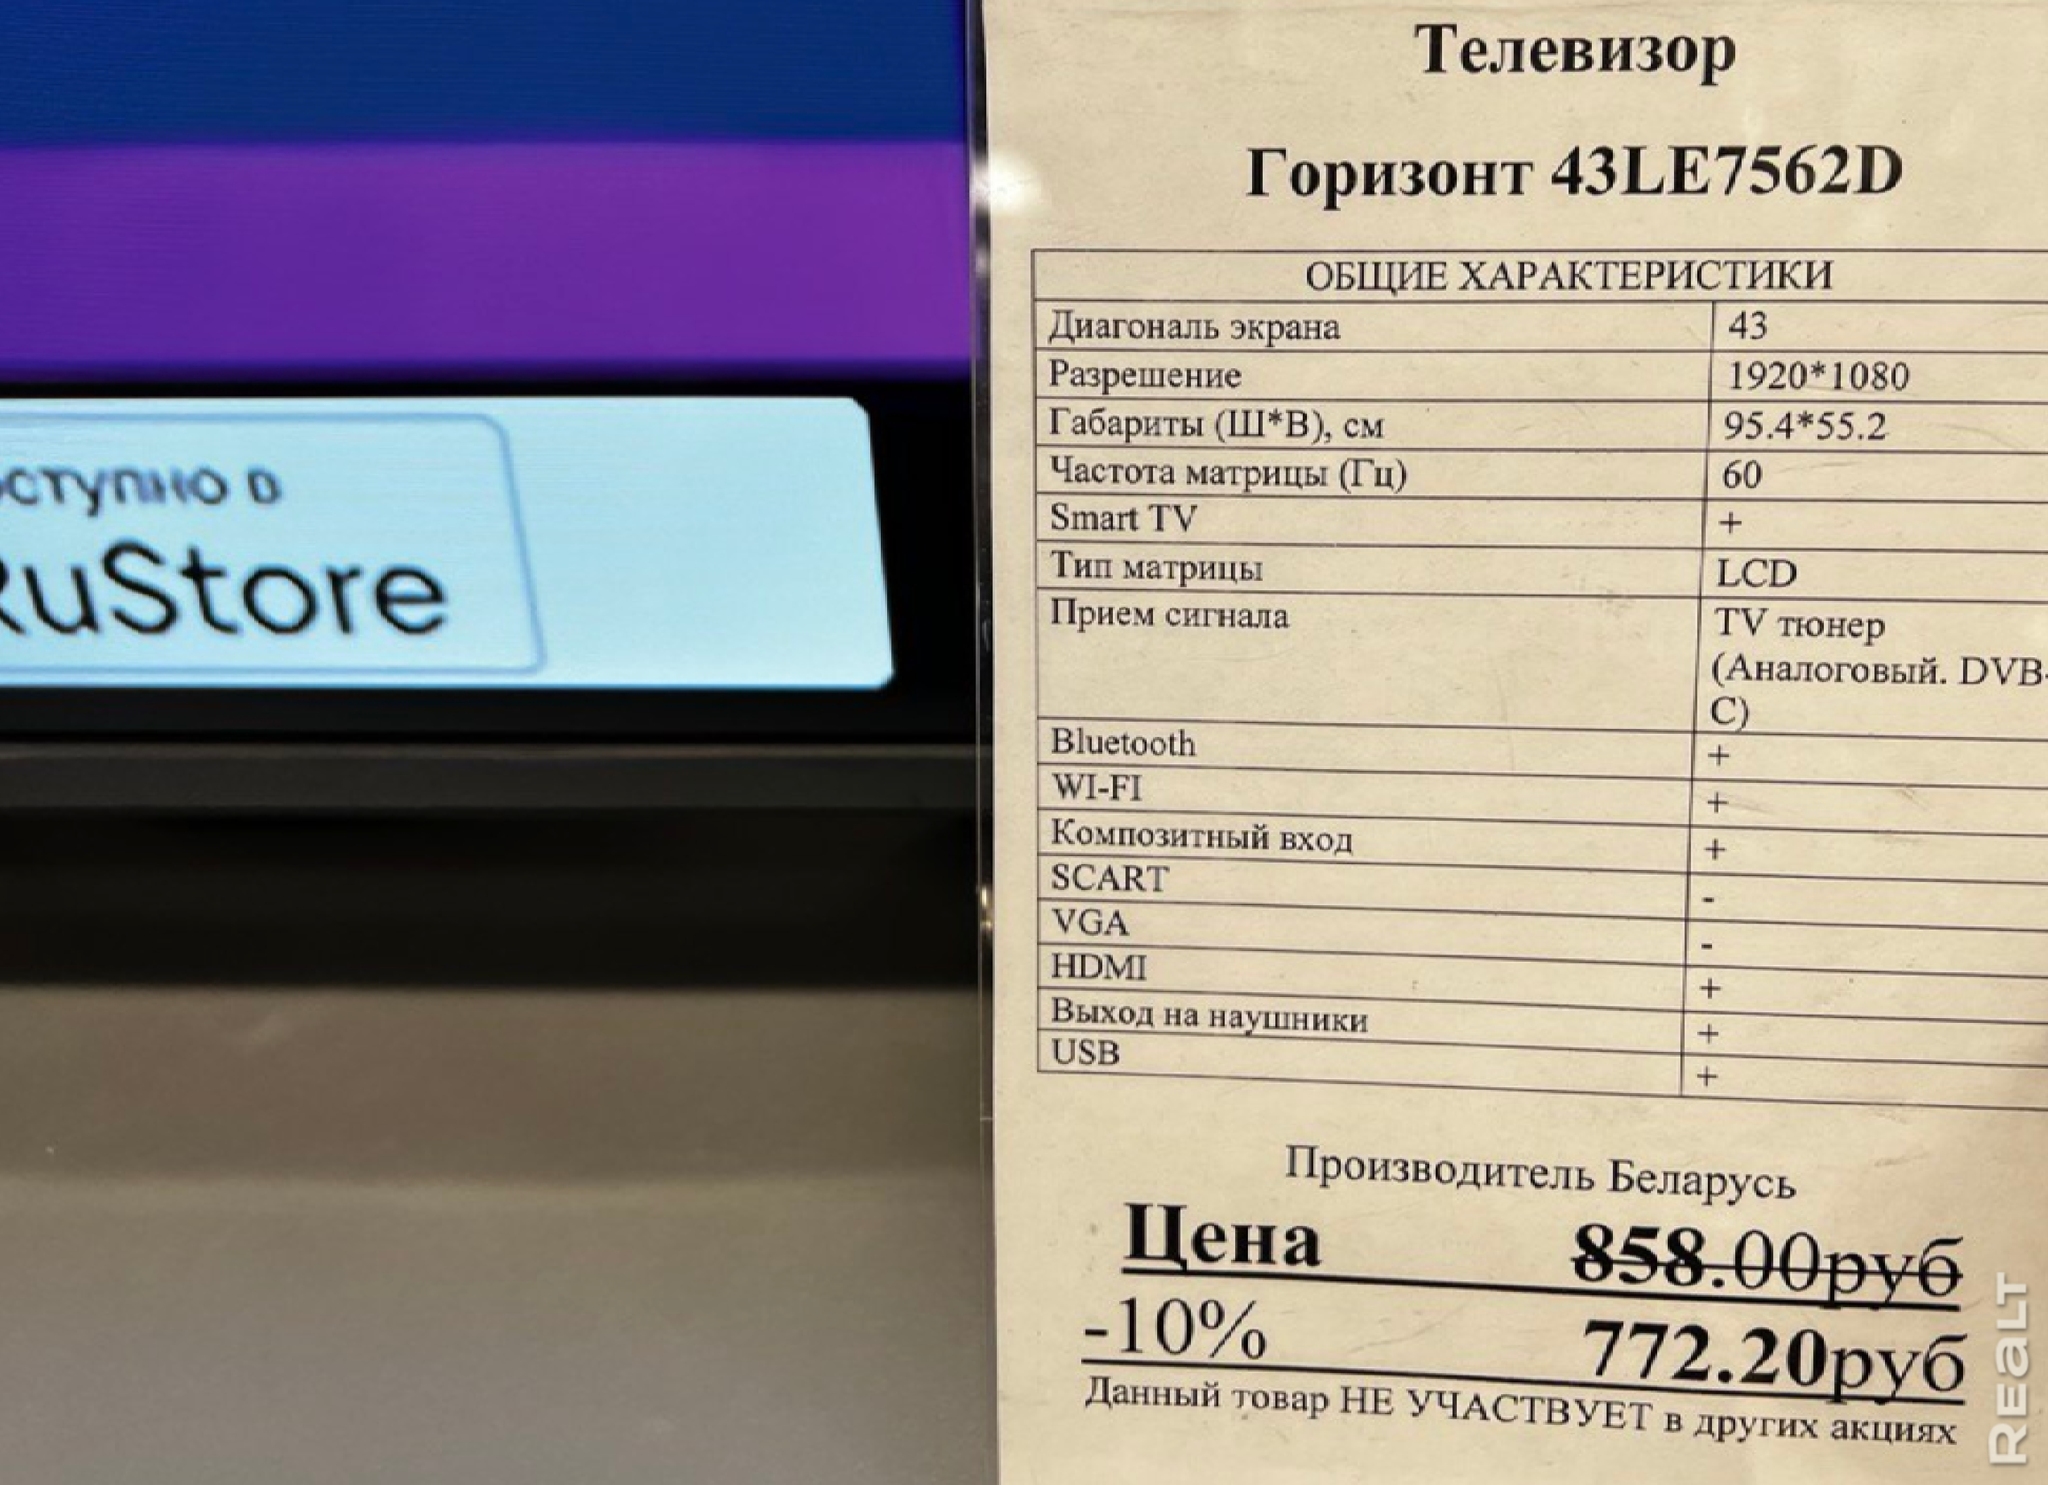 ступно в
RuStore
Телевизор
Горизонт 43LE7562D
ОБЩИЕ ХАРАКТЕРИСТИКИ
Диагональ экрана 43
Разрешение 1920*1080
Габариты (Ш*В), см 95.4*55.2
Частота матрицы (Гц) 60
Smart TV +
Тип матрицы LCD
Прием сигнала TV тюнер
(Аналоговый. DVB-
C)
Bluetooth +
WI-FI +
Композитный вход +
SCART -
VGA -
HDMI +
Выход на наушники +
USB +
Производитель Беларусь
Цена 858.00руб
-10% 772.20руб
Данный товар НЕ УЧАСТВУЕТ в других акциях
REALT